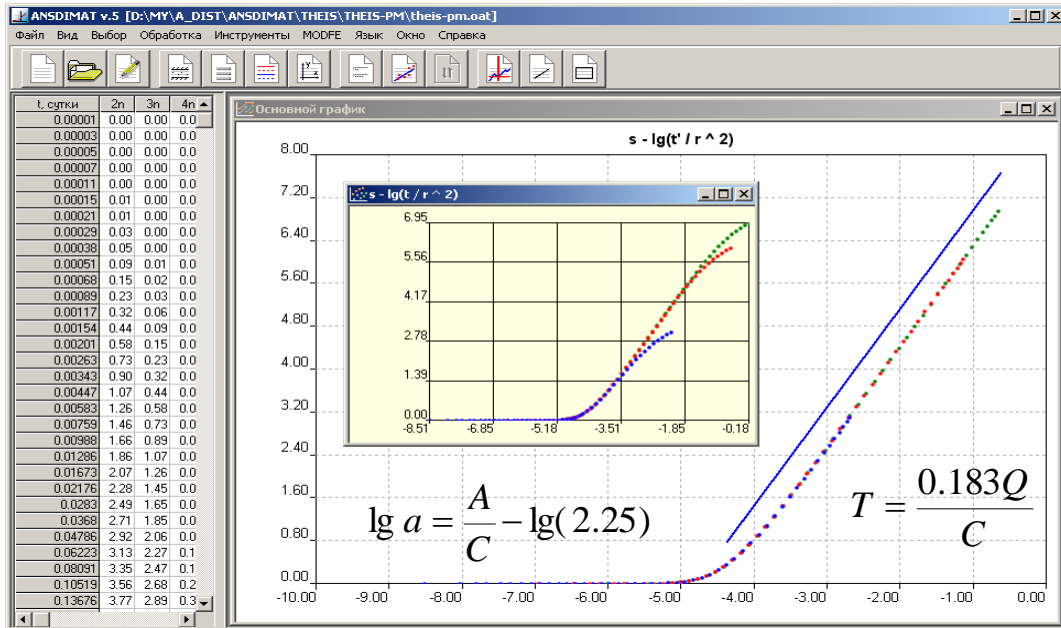 ANSDIMAT v.5 [D:\MY\A_DIST\ANSDIMAT\THEIS\THEIS-PM\theis-pm.oat]
Файл Вид Выбор Обработка Инструменты MODFE Язык Окно Справка
t, сутки 2n 3n 4n
0.00001 0.00 0.00 0.0
0.00003 0.00 0.00 0.0
0.00005 0.00 0.00 0.0
0.00007 0.00 0.00 0.0
0.00011 0.00 0.00 0.0
0.00015 0.01 0.00 0.0
0.00021 0.01 0.00 0.0
0.00029 0.03 0.00 0.0
0.00038 0.05 0.00 0.0
0.00051 0.09 0.01 0.0
0.00068 0.15 0.02 0.0
0.00089 0.23 0.03 0.0
0.00117 0.32 0.06 0.0
0.00154 0.44 0.09 0.0
0.00201 0.58 0.15 0.0
0.00263 0.73 0.23 0.0
0.00343 0.90 0.32 0.0
0.00447 1.07 0.44 0.0
0.00583 1.26 0.58 0.0
0.00759 1.46 0.73 0.0
0.00988 1.66 0.89 0.0
0.01286 1.86 1.07 0.0
0.01673 2.07 1.26 0.0
0.02176 2.28 1.45 0.0
0.0283 2.49 1.65 0.0
0.0368 2.71 1.85 0.0
0.04786 2.92 2.06 0.0
0.06223 3.13 2.27 0.1
0.08091 3.35 2.47 0.1
0.10519 3.56 2.68 0.2
0.13676 3.77 2.89 0.3
Основной график
s - lg(t' / r ^ 2)
8.00
7.20
6.40
5.60
4.80
4.00
3.20
2.40
1.60
0.80
0.00
-10.00 -9.00 -8.00 -7.00 -6.00 -5.00 -4.00 -3.00 -2.00 -1.00 0.00
s - lg(t / r ^ 2)
6.95
5.56
4.17
2.78
1.39
0.00
-8.51 -6.85 -5.18 -3.51 -1.85 -0.18
lg a = A/C − lg(2.25)
T = 0.183Q/C